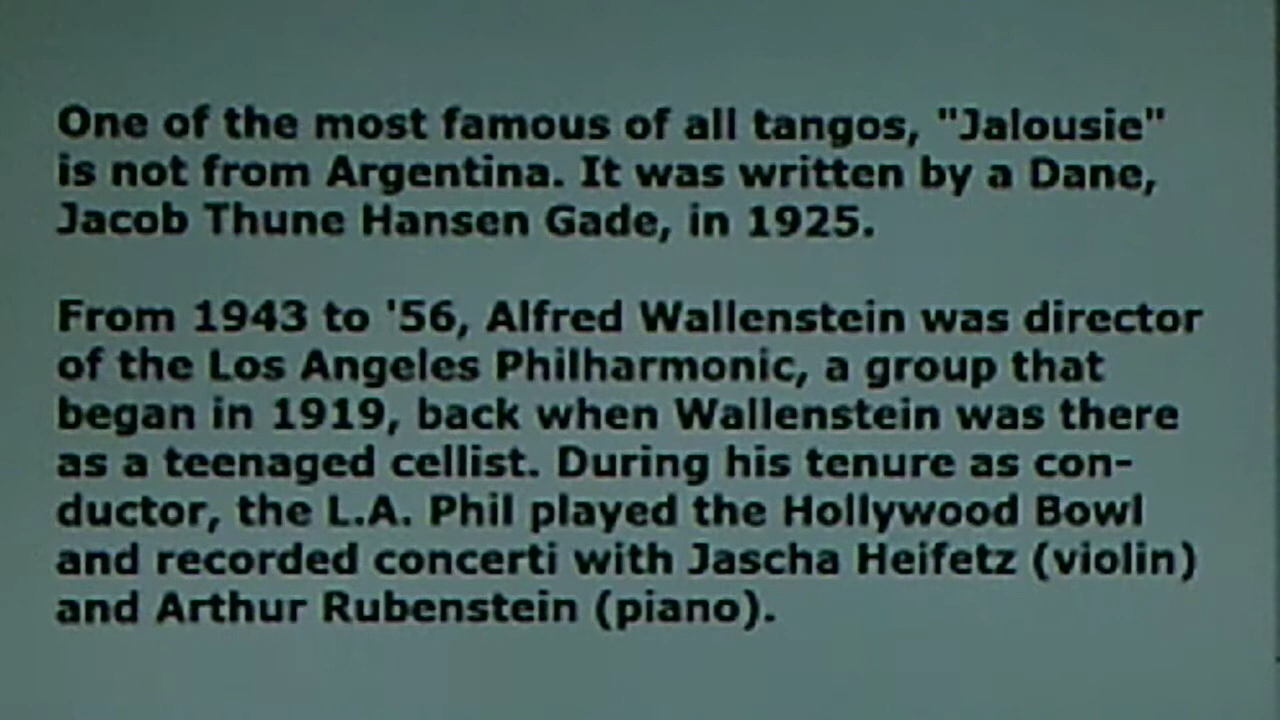 One of the most famous of all tangos, "Jalousie"
is not from Argentina. It was written by a Dane,
Jacob Thune Hansen Gade, in 1925.
From 1943 to '56, Alfred Wallenstein was director
of the Los Angeles Philharmonic, a group that
began in 1919, back when Wallenstein was there
as a teenaged cellist. During his tenure as con-
ductor, the L.A. Phil played the Hollywood Bowl
and recorded concerti with Jascha Heifetz (violin)
and Arthur Rubenstein (piano).